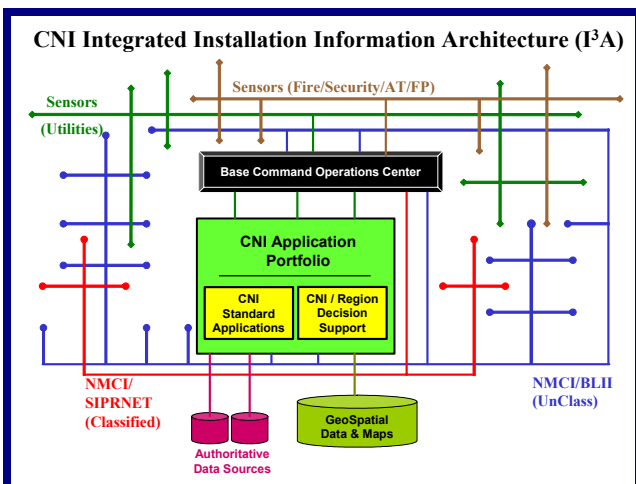 CNI Integrated Installation Information Architecture (I³A)
Sensors (Fire/Security/AT/FP)
Sensors
(Utilities)
Base Command Operations Center
CNI Application
Portfolio
CNI
Standard
Applications
CNI / Region
Decision
Support
NMCI/
SIPRNET
(Classified)
NMCI/BLII
(UnClass)
GeoSpatial
Data & Maps
Authoritative
Data Sources